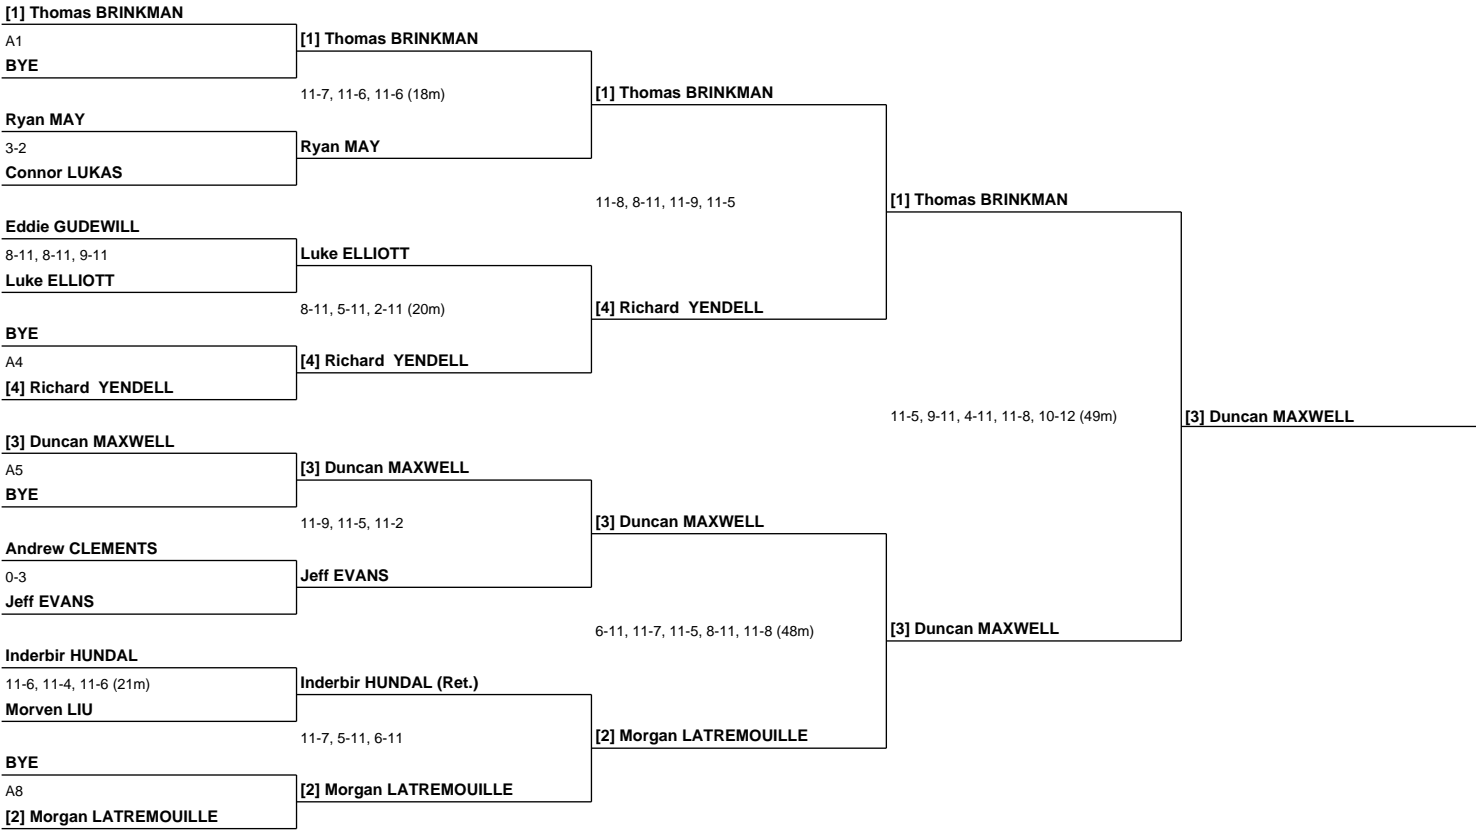 [1] Thomas BRINKMAN
A1
BYE
Ryan MAY
3-2
Connor LUKAS
Eddie GUDEWILL
8-11, 8-11, 9-11
Luke ELLIOTT
BYE
A4
[4] Richard  YENDELL
[3] Duncan MAXWELL
A5
BYE
Andrew CLEMENTS
0-3
Jeff EVANS
Inderbir HUNDAL
11-6, 11-4, 11-6 (21m)
Morven LIU
BYE
A8
[2] Morgan LATREMOUILLE
[1] Thomas BRINKMAN
11-7, 11-6, 11-6 (18m)
Ryan MAY
Luke ELLIOTT
8-11, 5-11, 2-11 (20m)
[4] Richard  YENDELL
[3] Duncan MAXWELL
11-9, 11-5, 11-2
Jeff EVANS
Inderbir HUNDAL (Ret.)
11-7, 5-11, 6-11
[2] Morgan LATREMOUILLE
[1] Thomas BRINKMAN
11-8, 8-11, 11-9, 11-5
[4] Richard  YENDELL
[3] Duncan MAXWELL
6-11, 11-7, 11-5, 8-11, 11-8 (48m)
[2] Morgan LATREMOUILLE
[1] Thomas BRINKMAN
11-5, 9-11, 4-11, 11-8, 10-12 (49m)
[3] Duncan MAXWELL
[3] Duncan MAXWELL